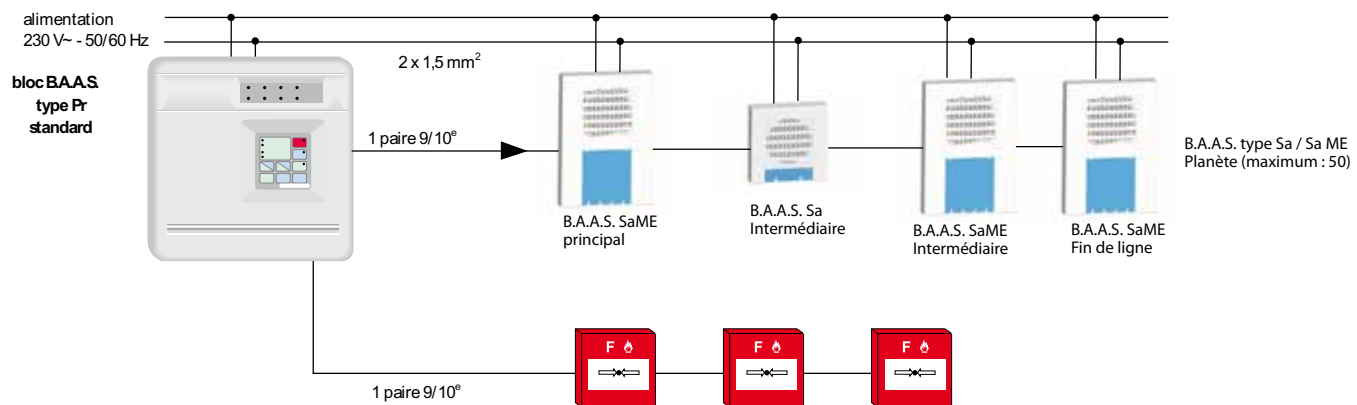 alimentation
230 V~ - 50/60 Hz
2 x 1,5 mm²
bloc B.A.A.S.
type Pr
standard
1 paire 9/10e
B.A.A.S. type Sa / Sa ME
Planète (maximum : 50)
B.A.A.S. SaME
principal
B.A.A.S. Sa
Intermédiaire
B.A.A.S. SaME
Intermédiaire
B.A.A.S. SaME
Fin de ligne
F
F
F
1 paire 9/10e